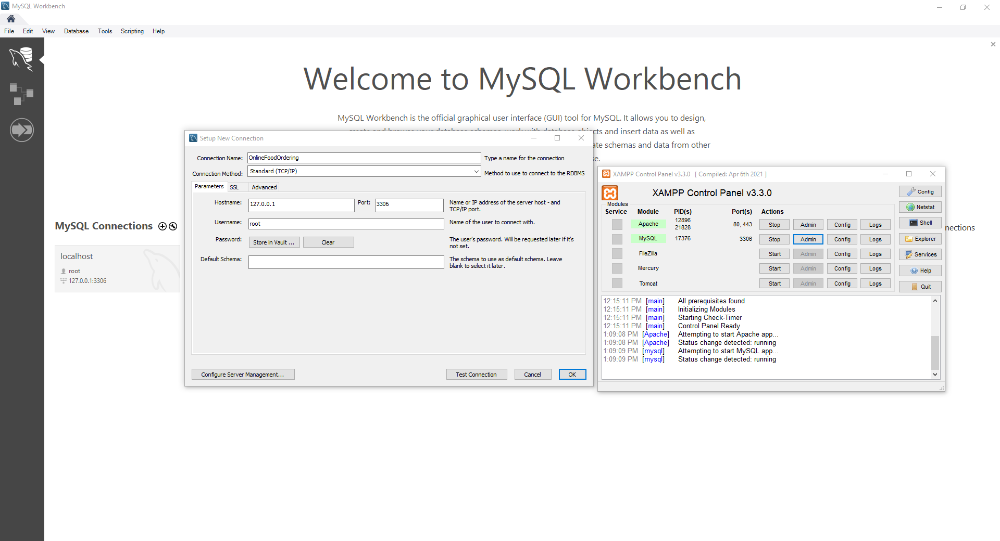 MySQL Workbench
File Edit View Database Tools Scripting Help
Welcome to MySQL Workbench
MySQL Workbench is the official graphical user interface (GUI) tool for MySQL. It allows you to design,
cts and insert data as well as
ate schemas and data from other
se.
MySQL Connections
localhost
root
127.0.0.1:3306
nections
Setup New Connection
Connection Name: OnlineFoodOrdering Type a name for the connection
Connection Method: Standard (TCP/IP) Method to use to connect to the RDBMS
Parameters SSL Advanced
Hostname: 127.0.0.1 Port: 3306 Name or IP address of the server host - and
TCP/IP port.
Username: root Name of the user to connect with.
Password: Store in Vault ... Clear The user's password. Will be requested later if it's
not set.
Default Schema: The schema to use as default schema. Leave
blank to select it later.
Configure Server Management... Test Connection Cancel OK
XAMPP Control Panel v3.3.0 [ Compiled: Apr 6th 2021 ]
XAMPP Control Panel v3.3.0
Modules
Service Module PID(s) Port(s) Actions
Apache 12896
21828 80, 443 Stop Admin Config Logs
MySQL 17376 3306 Stop Admin Config Logs
FileZilla Start Admin Config Logs
Mercury Start Admin Config Logs
Tomcat Start Admin Config Logs
Config
Netstat
Shell
Explorer
Services
Help
Quit
12:15:11 PM [main] All prerequisites found
12:15:11 PM [main] Initializing Modules
12:15:11 PM [main] Starting Check-Timer
12:15:11 PM [main] Control Panel Ready
1:09:08 PM [Apache] Attempting to start Apache app...
1:09:08 PM [Apache] Status change detected: running
1:09:09 PM [mysql] Attempting to start MySQL app...
1:09:09 PM [mysql] Status change detected: running